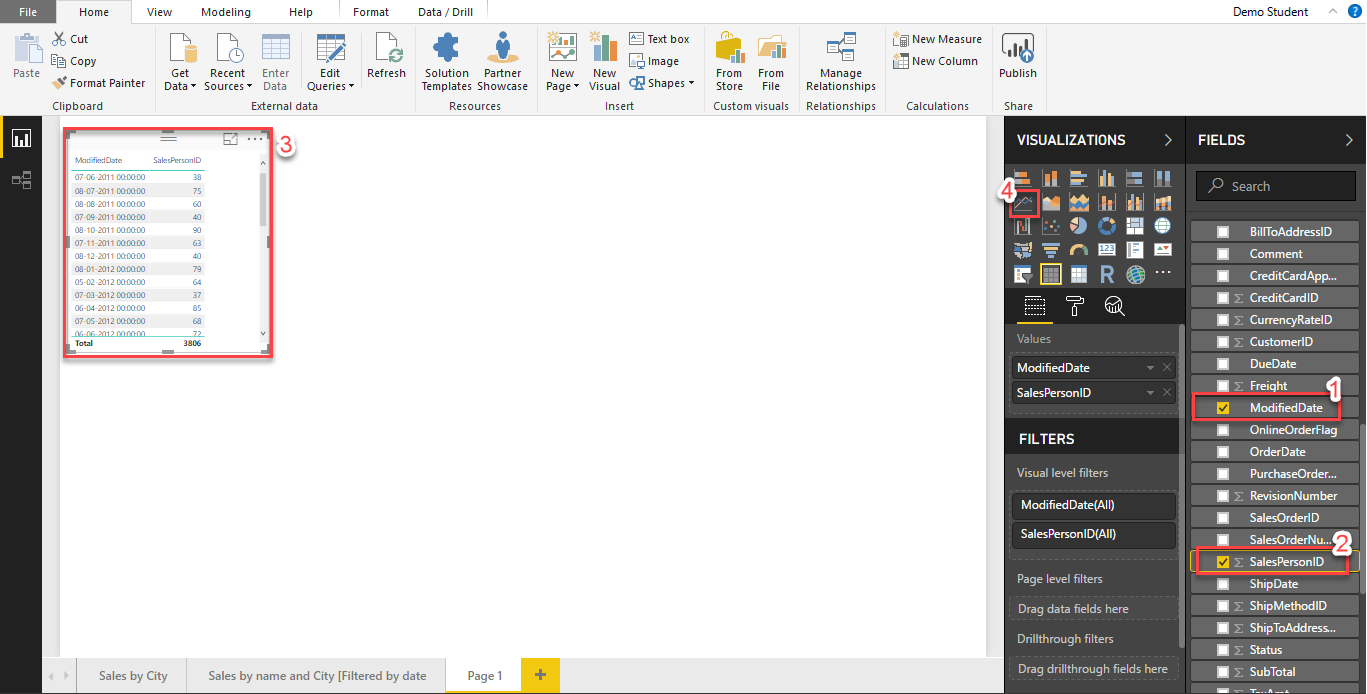 File
Home
View
Modeling
Help
Format
Data / Drill
Demo Student
?
Paste
Cut
Copy
Format Painter
Clipboard
Get
Data
Recent
Sources
Enter
Data
Edit
Queries
Refresh
External data
Solution
Templates
Partner
Showcase
Resources
New
Page
New
Visual
Text box
Image
Shapes
Insert
From
Store
From
File
Custom visuals
Manage
Relationships
Relationships
New Measure
New Column
Calculations
Publish
Share
3
ModifiedDate SalesPersonID
07-06-2011 00:00:00 38
08-07-2011 00:00:00 75
08-08-2011 00:00:00 60
07-09-2011 00:00:00 40
08-10-2011 00:00:00 90
07-11-2011 00:00:00 63
08-12-2011 00:00:00 40
08-01-2012 00:00:00 79
05-02-2012 00:00:00 64
07-03-2012 00:00:00 37
06-04-2012 00:00:00 85
07-05-2012 00:00:00 68
06-06-2012 00:00:00 72
Total 3806
VISUALIZATIONS
4
123
R
Values
ModifiedDate
SalesPersonID
FILTERS
Visual level filters
ModifiedDate(All)
SalesPersonID(All)
Page level filters
Drag data fields here
Drillthrough filters
Drag drillthrough fields here
FIELDS
Search
BillToAddressID
Comment
CreditCardApp...
Σ CreditCardID
Σ CurrencyRateID
Σ CustomerID
DueDate
Σ Freight
1
ModifiedDate
OnlineOrderFlag
OrderDate
PurchaseOrder...
Σ RevisionNumber
SalesOrderID
SalesOrderNu...
2
Σ SalesPersonID
ShipDate
Σ ShipMethodID
Σ ShipToAddress...
Σ Status
Σ SubTotal
Σ TaxAmt
Sales by City
Sales by name and City [Filtered by date
Page 1
+